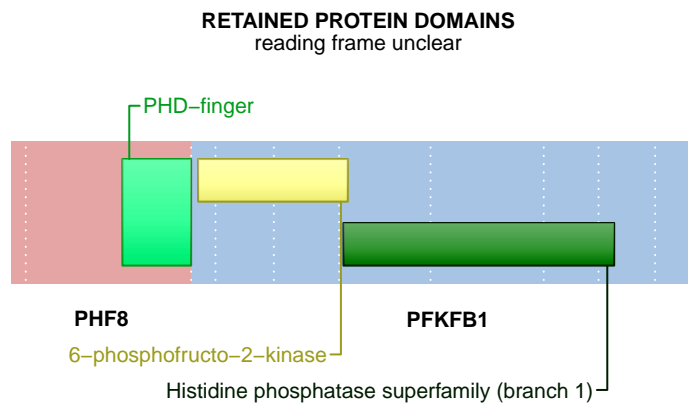 RETAINED PROTEIN DOMAINS
reading frame unclear
PHD−finger
PHF8
PFKFB1
6−phosphofructo−2−kinase
Histidine phosphatase superfamily (branch 1)